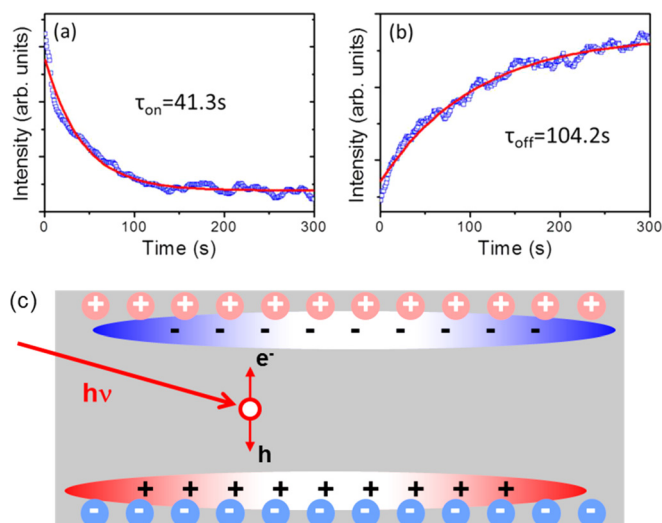 (a)
τon=41.3s
Intensity (arb. units)
0 100 200 300
Time (s)
(b)
τoff=104.2s
Intensity (arb. units)
0 100 200 300
Time (s)
(c)
+ + + + + + + + + + + +
- - - - - - - - -
e-
hν
h
+ + + + + + + + +
- - - - - - - - - - - -